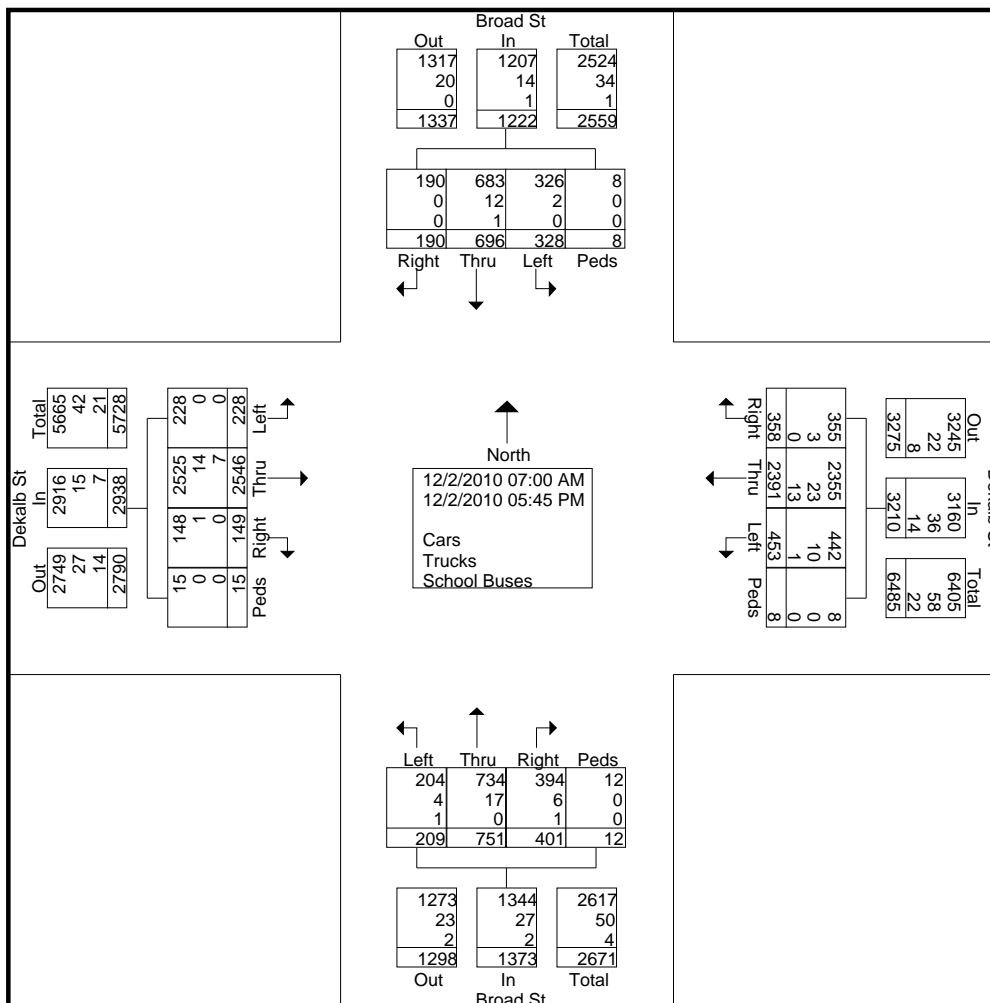 Broad St
Out In Total
1317 1207 2524
20 14 34
0 1 1
1337 1222 2559
190 683 326 8
0 12 2 0
0 1 0 0
190 696 328 8
Right Thru Left Peds
Dekalb St
Total
5665
42
21
5728
In
2916
15
7
2938
Out
2749
27
14
2790
228
0
0
228
Left
2525
14
7
2546
Thru
148
1
0
149
Right
15
0
0
15
Peds
North
12/2/2010 07:00 AM
12/2/2010 05:45 PM
Cars
Trucks
School Buses
Right
355
3
0
358
Thru
2355
23
13
2391
Left
442
10
1
453
Peds
8
0
0
8
Out
3245
22
8
3275
In
3160
36
14
3210
Total
6405
58
22
6485
Left Thru Right Peds
204 734 394 12
4 17 6 0
1 0 1 0
209 751 401 12
1273 1344 2617
23 27 50
2 2 4
1298 1373 2671
Out In Total
Broad St